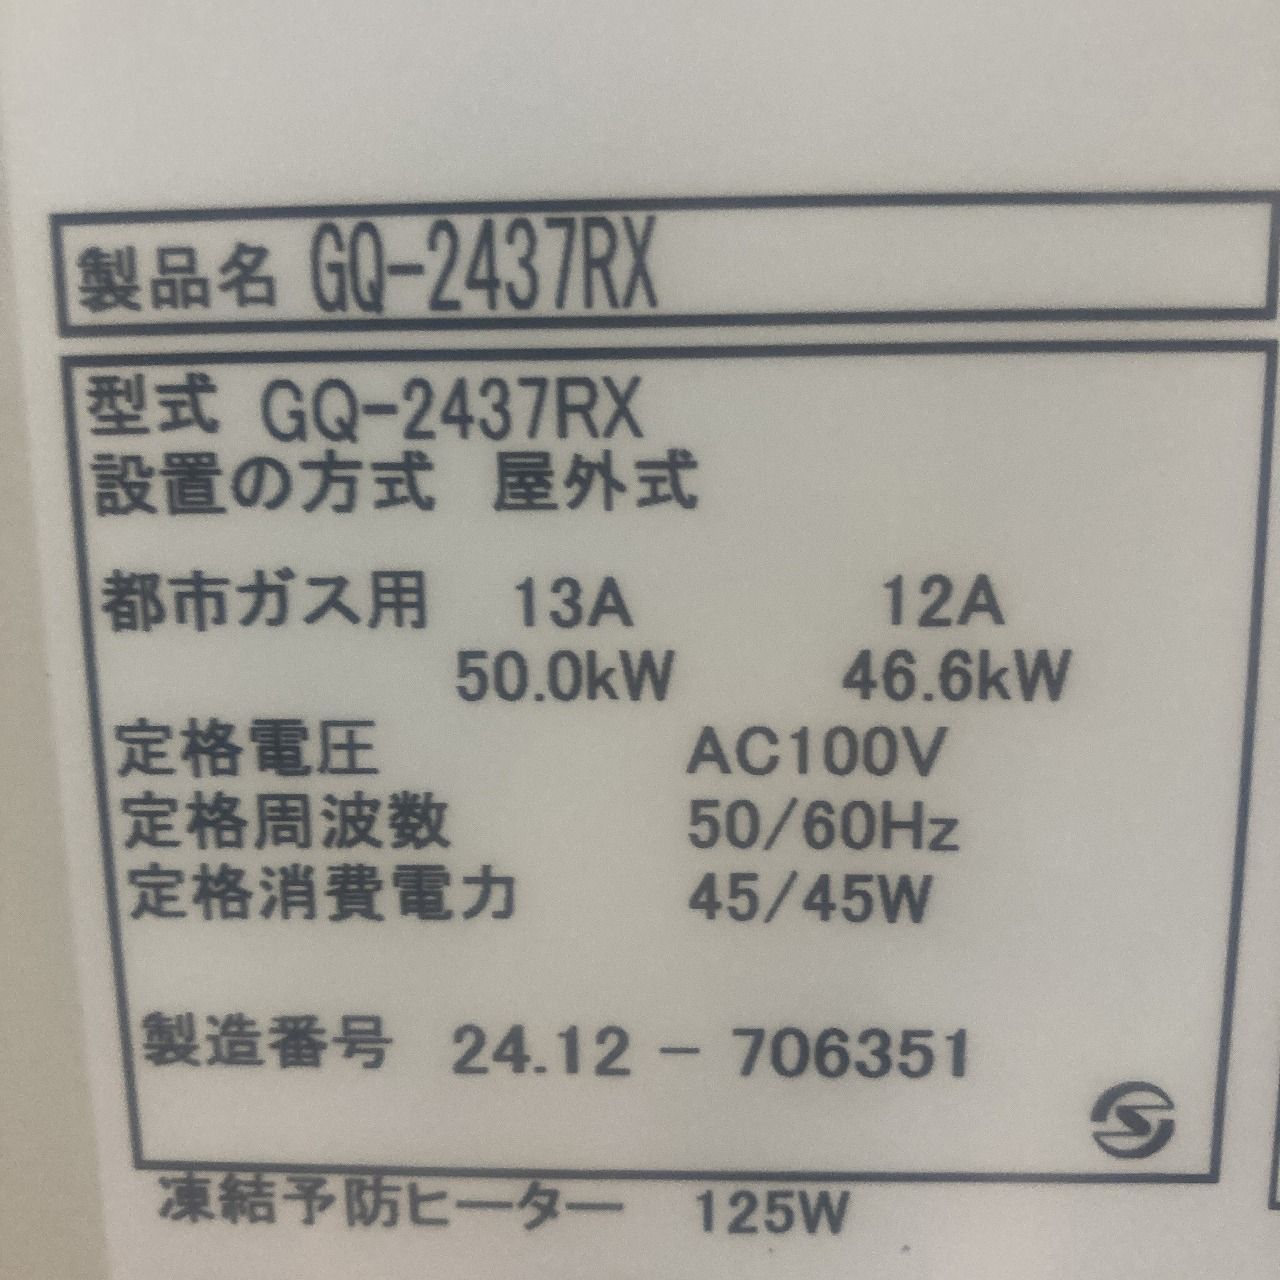 製品名 GQ-2437RX
型式 GQ-2437RX
設置の方式 屋外式
都市ガス用 13A 12A
50.0kW 46.6kW
定格電圧 AC100V
定格周波数 50/60Hz
定格消費電力 45/45W
製造番号 24.12 - 706351
凍結予防ヒーター 125W